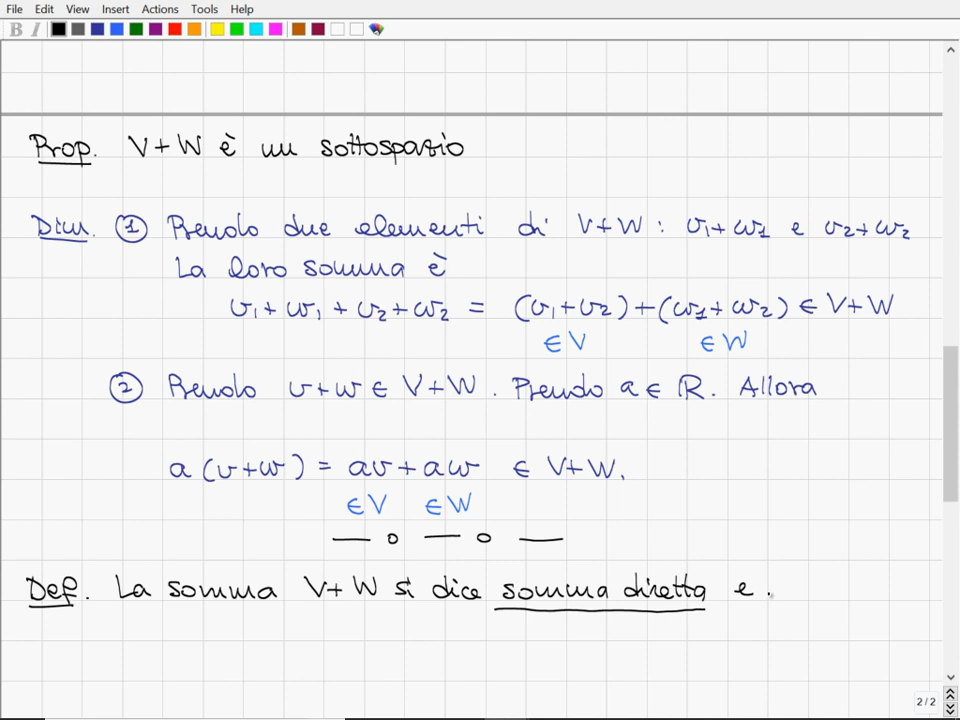 File Edit View Insert Actions Tools Help
B I
Prop. V+W è un sottospazio
Dim. ① Prendo due elementi di V+W : v₁+w₁ e v₂+w₂
La loro somma è
v₁+w₁+v₂+w₂ = (v₁+v₂)+(w₁+w₂) ∈ V+W
∈V ∈W
② Prendo v+w ∈ V+W. Prendo a ∈ ℝ. Allora
a(v+w) = av+aw ∈ V+W.
∈V ∈W
— o — o —
Def. La somma V+W si dice somma diretta e
2 / 2